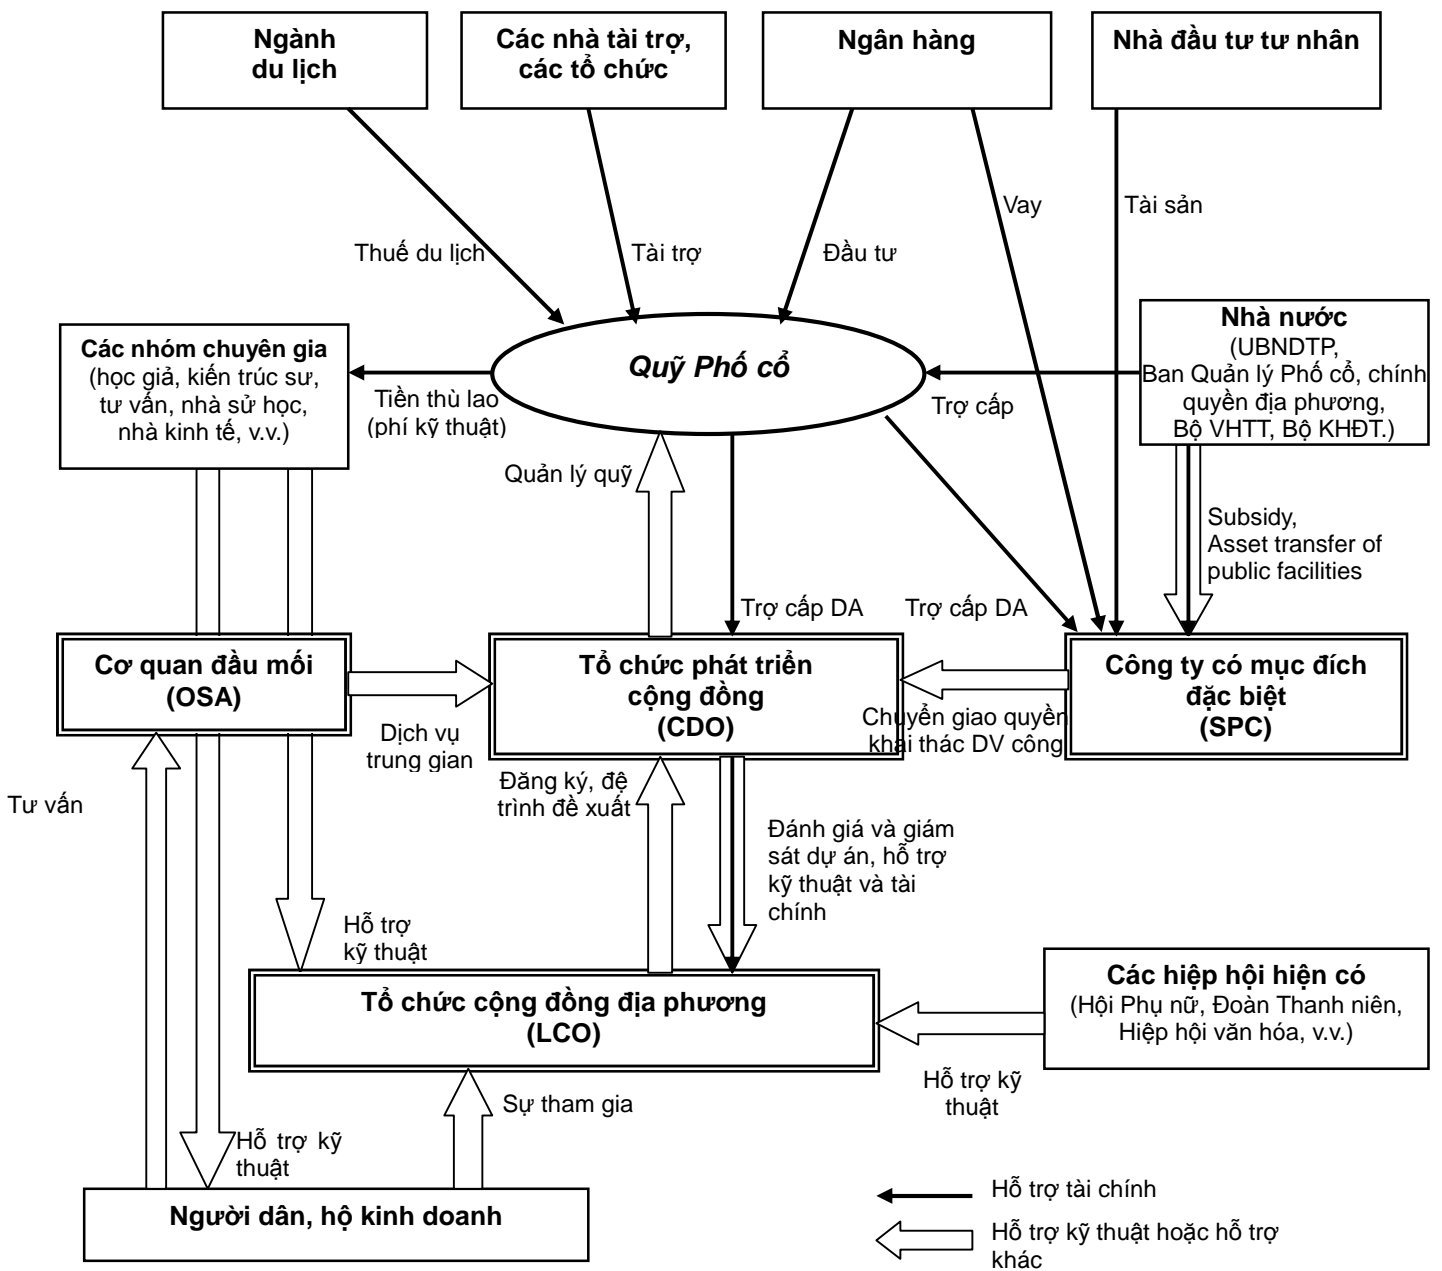 Ngành
du lịch
Các nhà tài trợ,
các tổ chức
Ngân hàng
Nhà đầu tư tư nhân
Vay
Tài sản
Thuế du lịch
Tài trợ
Đầu tư
Các nhóm chuyên gia
(học giả, kiến trúc sư,
tư vấn, nhà sử học,
nhà kinh tế, v.v.)
Quỹ Phố cổ
Nhà nước
(UBNDTP,
Ban Quản lý Phố cổ, chính
quyền địa phương,
Bộ VHTT, Bộ KHĐT.)
Tiền thù lao
(phí kỹ thuật)
Trợ cấp
Quản lý quỹ
Subsidy,
Asset transfer of
public facilities
Trợ cấp DA
Trợ cấp DA
Cơ quan đầu mối
(OSA)
Tổ chức phát triển
cộng đồng
(CDO)
Công ty có mục đích
đặc biệt
(SPC)
Dịch vụ
trung gian
Chuyển giao quyền
khai thác DV công
Tư vấn
Đăng ký, đệ
trình đề xuất
Đánh giá và giám
sát dự án, hỗ trợ
kỹ thuật và tài
chính
Hỗ trợ
kỹ thuật
Tổ chức cộng đồng địa phương
(LCO)
Các hiệp hội hiện có
(Hội Phụ nữ, Đoàn Thanh niên,
Hiệp hội văn hóa, v.v.)
Hỗ trợ kỹ
thuật
Sự tham gia
Hỗ trợ kỹ
thuật
Người dân, hộ kinh doanh
Hỗ trợ tài chính
Hỗ trợ kỹ thuật hoặc hỗ trợ
khác